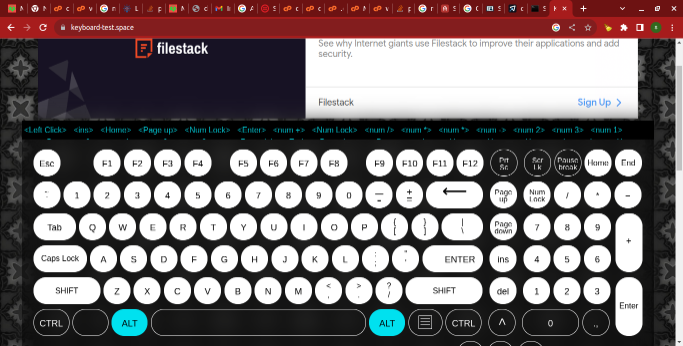 keyboard-test.space
filestack
See why Internet giants use Filestack to improve their applications and add
security.
Filestack Sign Up >
<Left Click> <ins> <Home> <Page up> <Num Lock> <Enter> <num +> <Num Lock> <num /> <num *> <num *> <num -> <num 2> <num 3> <num 1>
Esc F1 F2 F3 F4 F5 F6 F7 F8 F9 F10 F11 F12 Prt Sc Scr Lk Pause break Home End
1 2 3 4 5 6 7 8 9 0 — - + = ← Page up Num Lock / * −
Tab Q W E R T Y U I O P { [ } ] | \ Page down 7 8 9 +
Caps Lock A S D F G H J K L : ; " ' ENTER ins 4 5 6
SHIFT Z X C V B N M < , > . ? / SHIFT del 1 2 3 Enter
CTRL ALT ALT CTRL ^ 0 .,